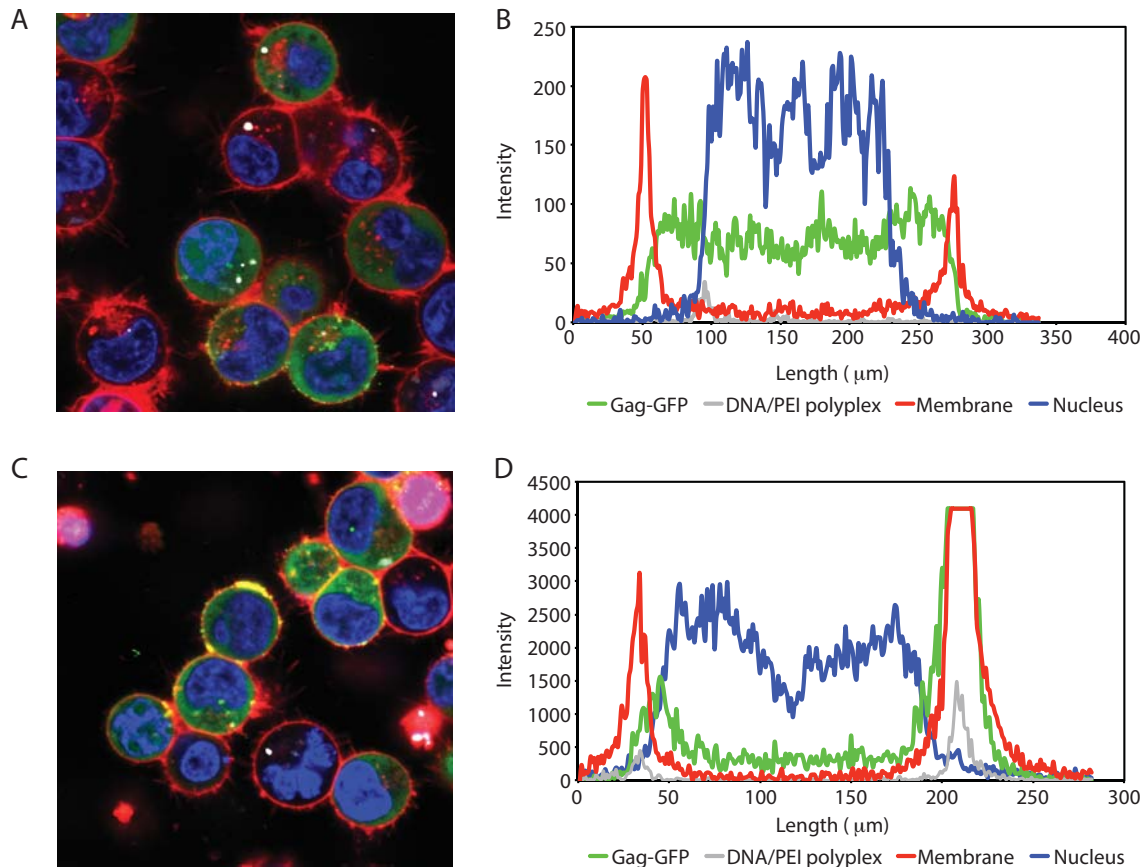 A
B
250
200
150
100
50
0
Intensity
0 50 100 150 200 250 300 350 400
Length ( μm)
Gag-GFP DNA/PEI polyplex Membrane Nucleus
C
D
4500
4000
3500
3000
2500
2000
1500
1000
500
0
Intensity
0 50 100 150 200 250 300
Length ( μm)
Gag-GFP DNA/PEI polyplex Membrane Nucleus